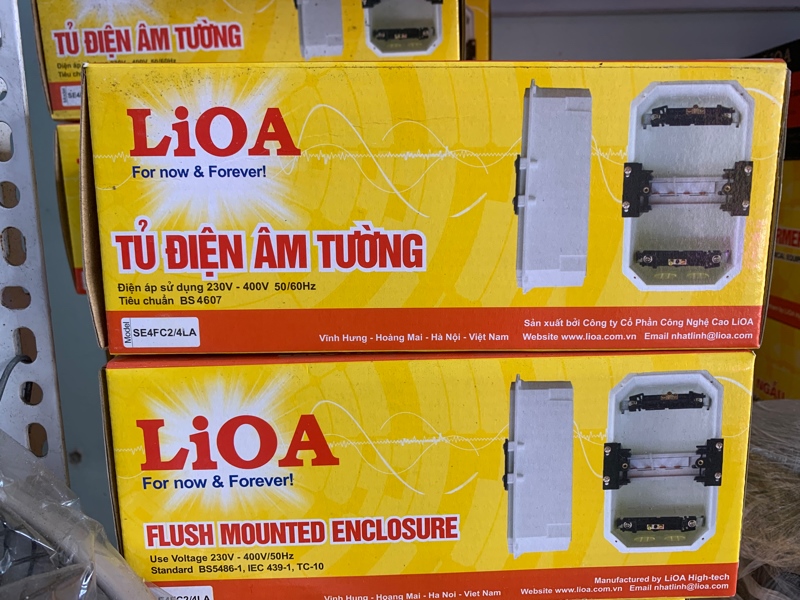 TỦ ĐIỆN ÂM TƯỜNG
LiOA
For now & Forever!
TỦ ĐIỆN ÂM TƯỜNG
Điện áp sử dụng 230V - 400V 50/60Hz
Tiêu chuẩn BS 4607
Model SE4FC2/4LA
Vĩnh Hưng - Hoàng Mai - Hà Nội - Việt Nam
Sản xuất bởi Công ty Cổ Phần Công Nghệ Cao LiOA
Website www.lioa.com.vn Email nhatlinh@lioa.com
LiOA
For now & Forever!
FLUSH MOUNTED ENCLOSURE
Use Voltage 230V - 400V/50Hz
Standard BS5486-1, IEC 439-1, TC-10
SE4FC2/4LA
Vinh Hung - Hoang Mai - Ha Noi - Viet Nam
Manufactured by LiOA High-tech
Website www.lioa.com.vn Email nhatlinh@lioa.com